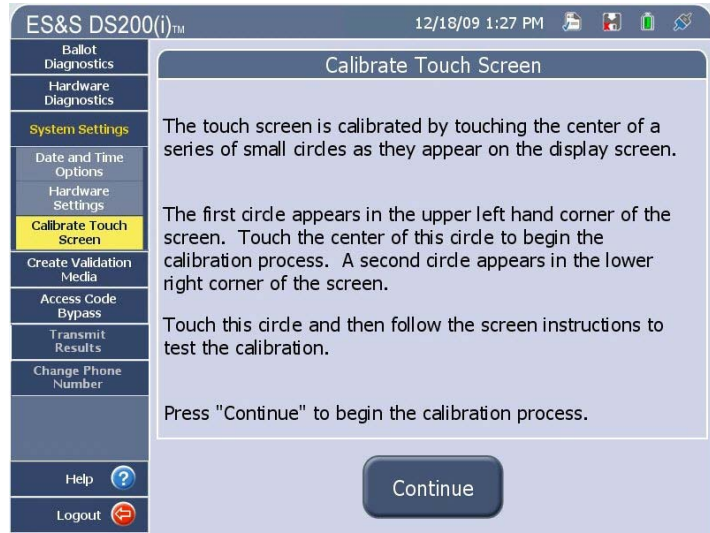 ES&S DS200(i)TM
12/18/09 1:27 PM
Ballot
Diagnostics
Hardware
Diagnostics
System Settings
Date and Time
Options
Hardware
Settings
Calibrate Touch
Screen
Create Validation
Media
Access Code
Bypass
Transmit
Results
Change Phone
Number
Help ?
Logout
Calibrate Touch Screen
The touch screen is calibrated by touching the center of a
series of small circles as they appear on the display screen.
The first circle appears in the upper left hand corner of the
screen. Touch the center of this circle to begin the
calibration process. A second circle appears in the lower
right corner of the screen.
Touch this circle and then follow the screen instructions to
test the calibration.
Press "Continue" to begin the calibration process.
Continue